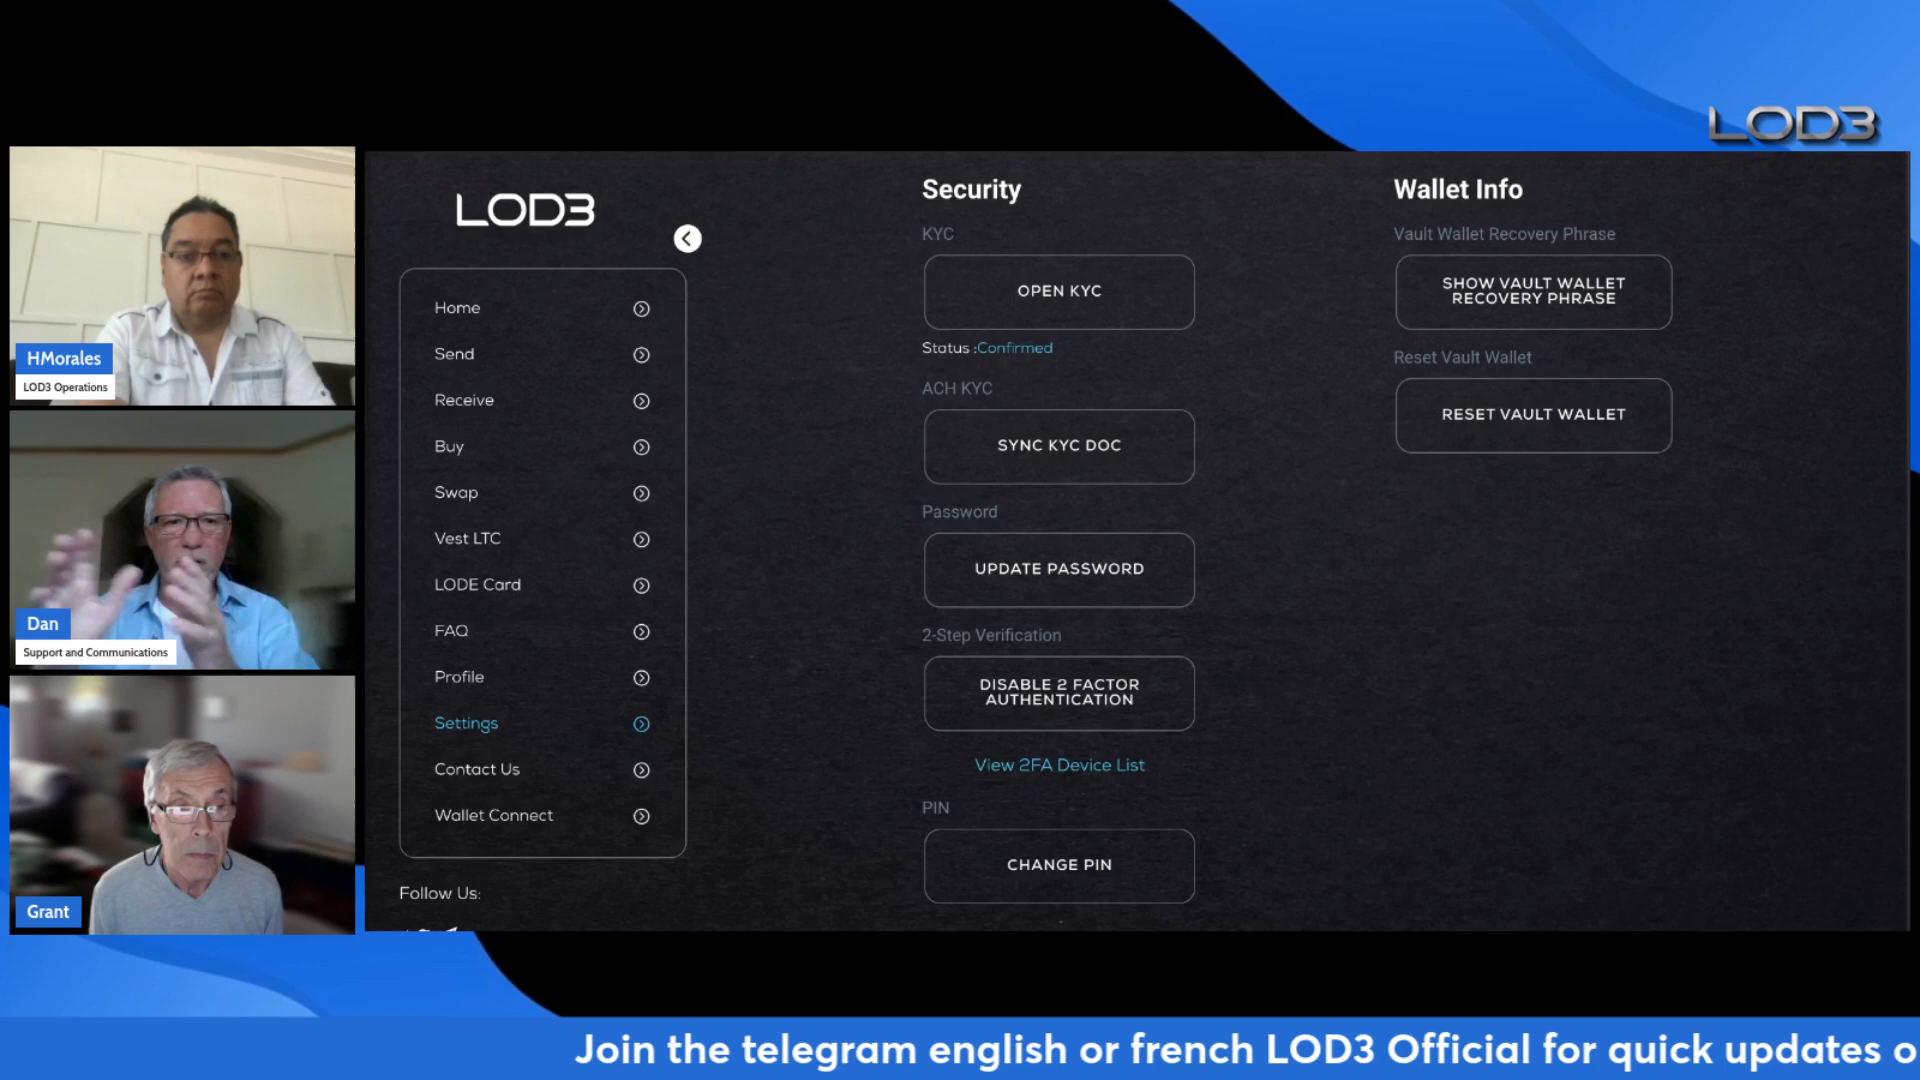 LOD3
HMorales
LOD3 Operations
Dan
Support and Communications
Grant
LOD3
Home
Send
Receive
Buy
Swap
Vest LTC
LODE Card
FAQ
Profile
Settings
Contact Us
Wallet Connect
Follow Us:
Security
KYC
OPEN KYC
Status :Confirmed
ACH KYC
SYNC KYC DOC
Password
UPDATE PASSWORD
2-Step Verification
DISABLE 2 FACTOR
AUTHENTICATION
View 2FA Device List
PIN
CHANGE PIN
Wallet Info
Vault Wallet Recovery Phrase
SHOW VAULT WALLET
RECOVERY PHRASE
Reset Vault Wallet
RESET VAULT WALLET
Join the telegram english or french LOD3 Official for quick updates o